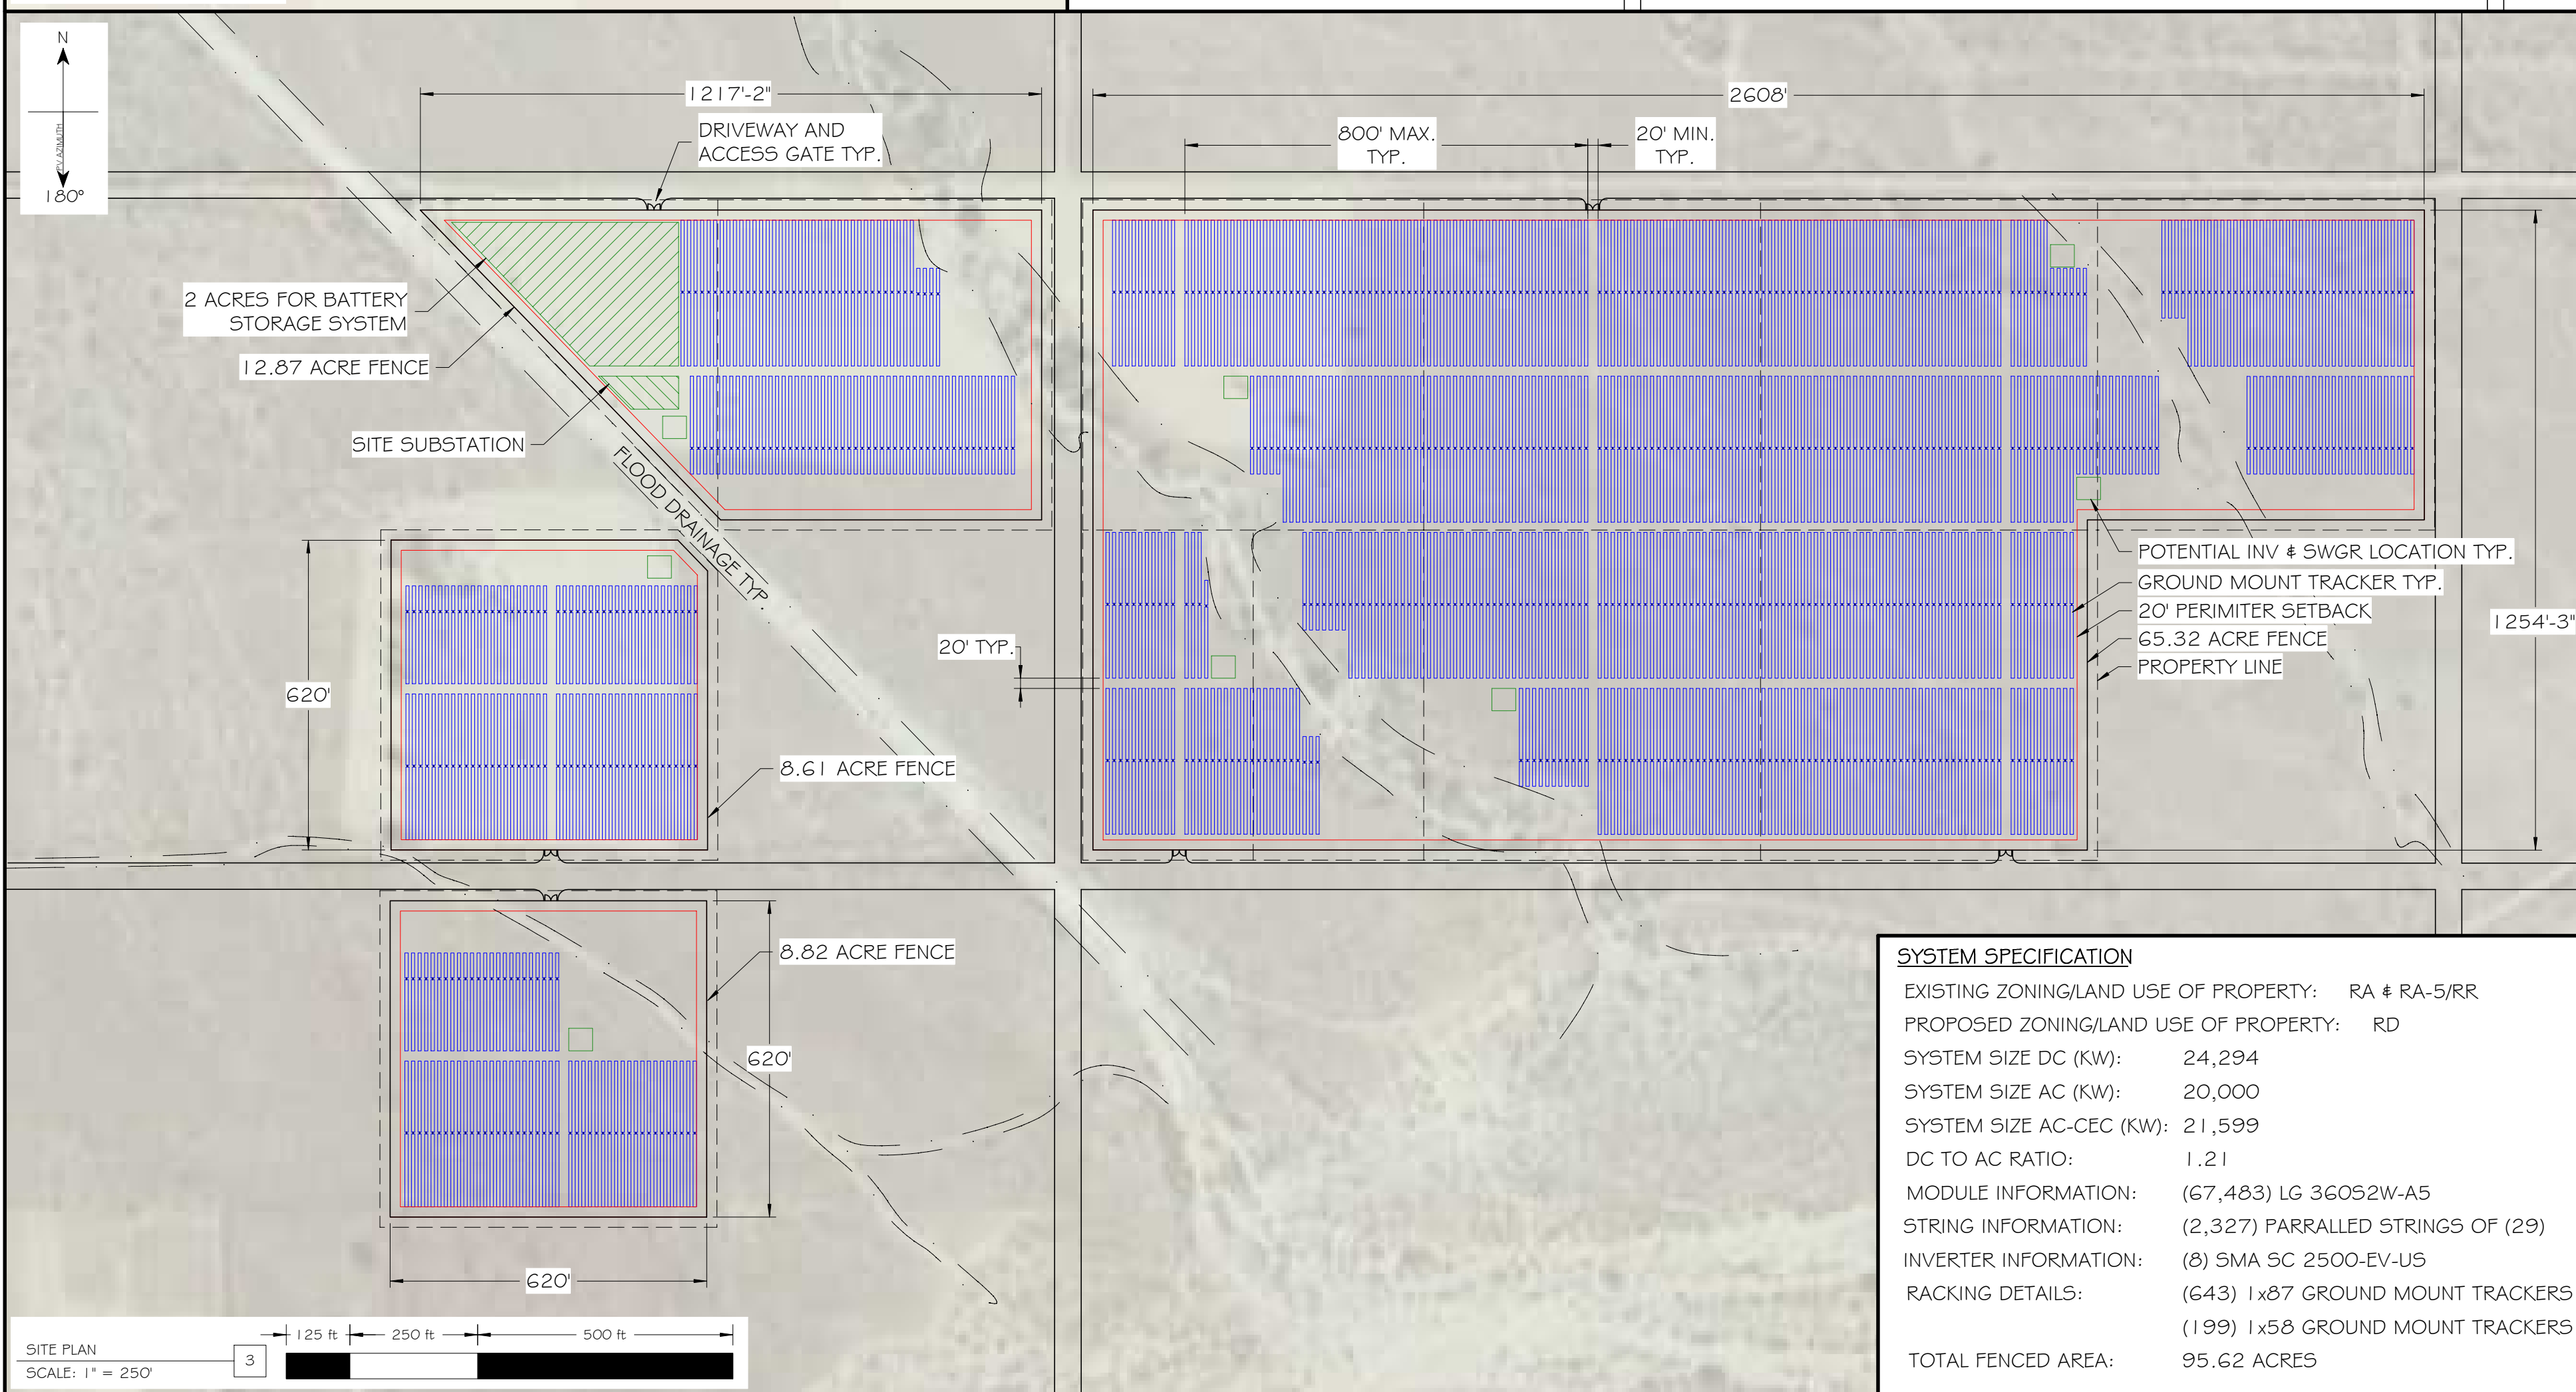 N
PV AZIMUTH
180°
1217'-2"
2608'
DRIVEWAY AND
ACCESS GATE TYP.
800' MAX.
TYP.
20' MIN.
TYP.
2 ACRES FOR BATTERY
STORAGE SYSTEM
12.87 ACRE FENCE
SITE SUBSTATION
FLOOD DRAINAGE TYP.
POTENTIAL INV & SWGR LOCATION TYP.
GROUND MOUNT TRACKER TYP.
20' PERIMITER SETBACK
65.32 ACRE FENCE
PROPERTY LINE
1254'-3"
20' TYP.
620'
8.61 ACRE FENCE
8.82 ACRE FENCE
620'
620'
SYSTEM SPECIFICATION
EXISTING ZONING/LAND USE OF PROPERTY: RA & RA-5/RR
PROPOSED ZONING/LAND USE OF PROPERTY: RD
SYSTEM SIZE DC (KW): 24,294
SYSTEM SIZE AC (KW): 20,000
SYSTEM SIZE AC-CEC (KW): 21,599
DC TO AC RATIO: 1.21
MODULE INFORMATION: (67,483) LG 360S2W-A5
STRING INFORMATION: (2,327) PARRALLED STRINGS OF (29)
INVERTER INFORMATION: (8) SMA SC 2500-EV-US
RACKING DETAILS: (643) 1x87 GROUND MOUNT TRACKERS
(199) 1x58 GROUND MOUNT TRACKERS
TOTAL FENCED AREA: 95.62 ACRES
SITE PLAN
SCALE: 1" = 250'
3
125 ft 250 ft 500 ft